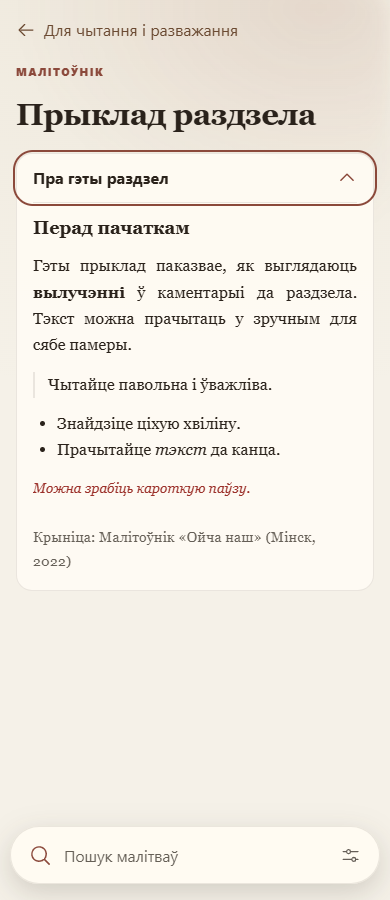 Для чытання і разважання
МАЛІТОЎНІК
Прыклад раздзела
Пра гэты раздзел
Перад пачаткам
Гэты прыклад паказвае, як выглядаюць
вылучэнні ў каментарыі да раздзела.
Тэкст можна прачытаць у зручным для
сябе памеры.
Чытайце павольна і ўважліва.
• Знайдзіце ціхую хвіліну.
• Прачытайце тэкст да канца.
Можна зрабіць кароткую паўзу.
Крыніца: Малітоўнік «Ойча наш» (Мінск,
2022)
Пошук малітваў